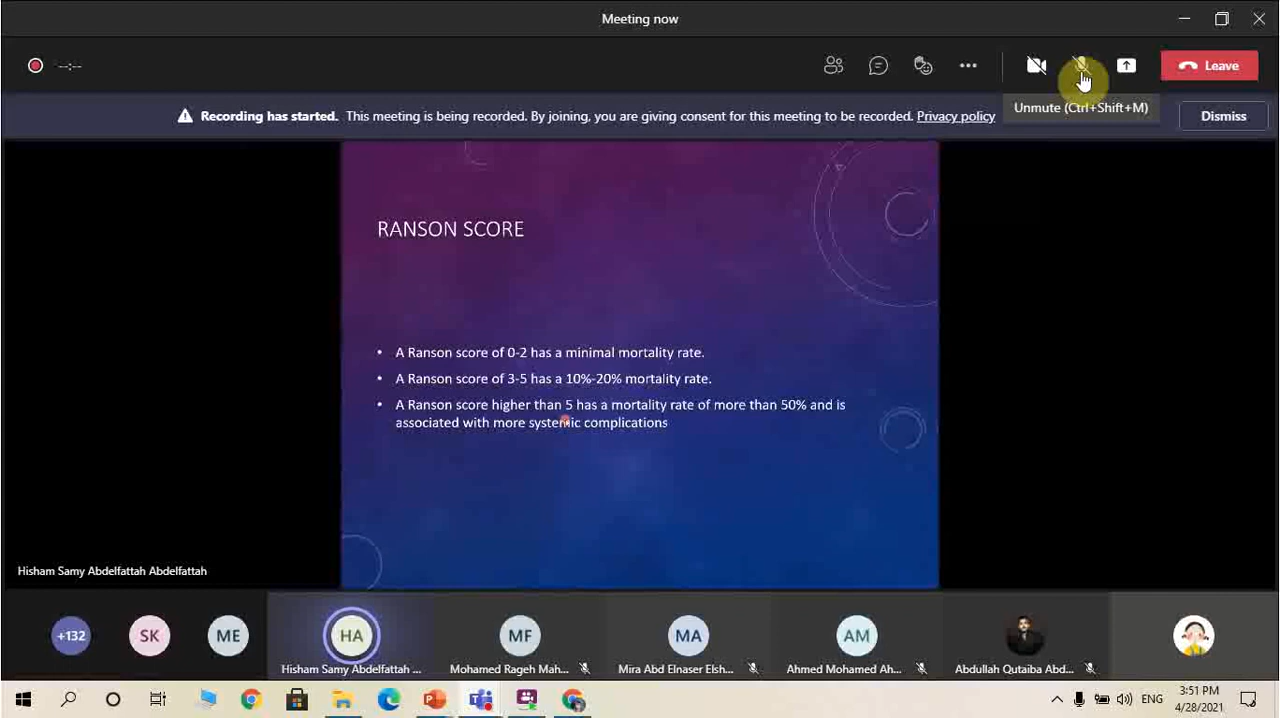 Meeting now
--:--
Leave
Recording has started. This meeting is being recorded. By joining, you are giving consent for this meeting to be recorded. Privacy policy
Unmute (Ctrl+Shift+M)
Dismiss
RANSON SCORE
• A Ranson score of 0-2 has a minimal mortality rate.
• A Ranson score of 3-5 has a 10%-20% mortality rate.
• A Ranson score higher than 5 has a mortality rate of more than 50% and is
associated with more systemic complications
Hisham Samy Abdelfattah Abdelfattah
+132
SK
ME
HA
MF
MA
AM
Hisham Samy Abdelfattah ...
Mohamed Rageh Mah...
Mira Abd Elnaser Elsh...
Ahmed Mohamed Ah...
Abdullah Qutaiba Abd...
ENG
3:51 PM
4/28/2021